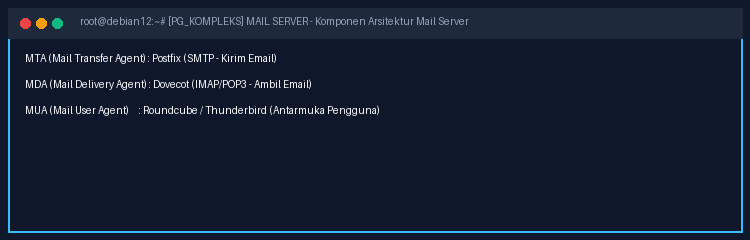 root@debian12:~# [PG_KOMPLEKS] MAIL SERVER - Komponen Arsitektur Mail Server
MTA (Mail Transfer Agent) : Postfix (SMTP - Kirim Email)
MDA (Mail Delivery Agent) : Dovecot (IMAP/POP3 - Ambil Email)
MUA (Mail User Agent) : Roundcube / Thunderbird (Antarmuka Pengguna)